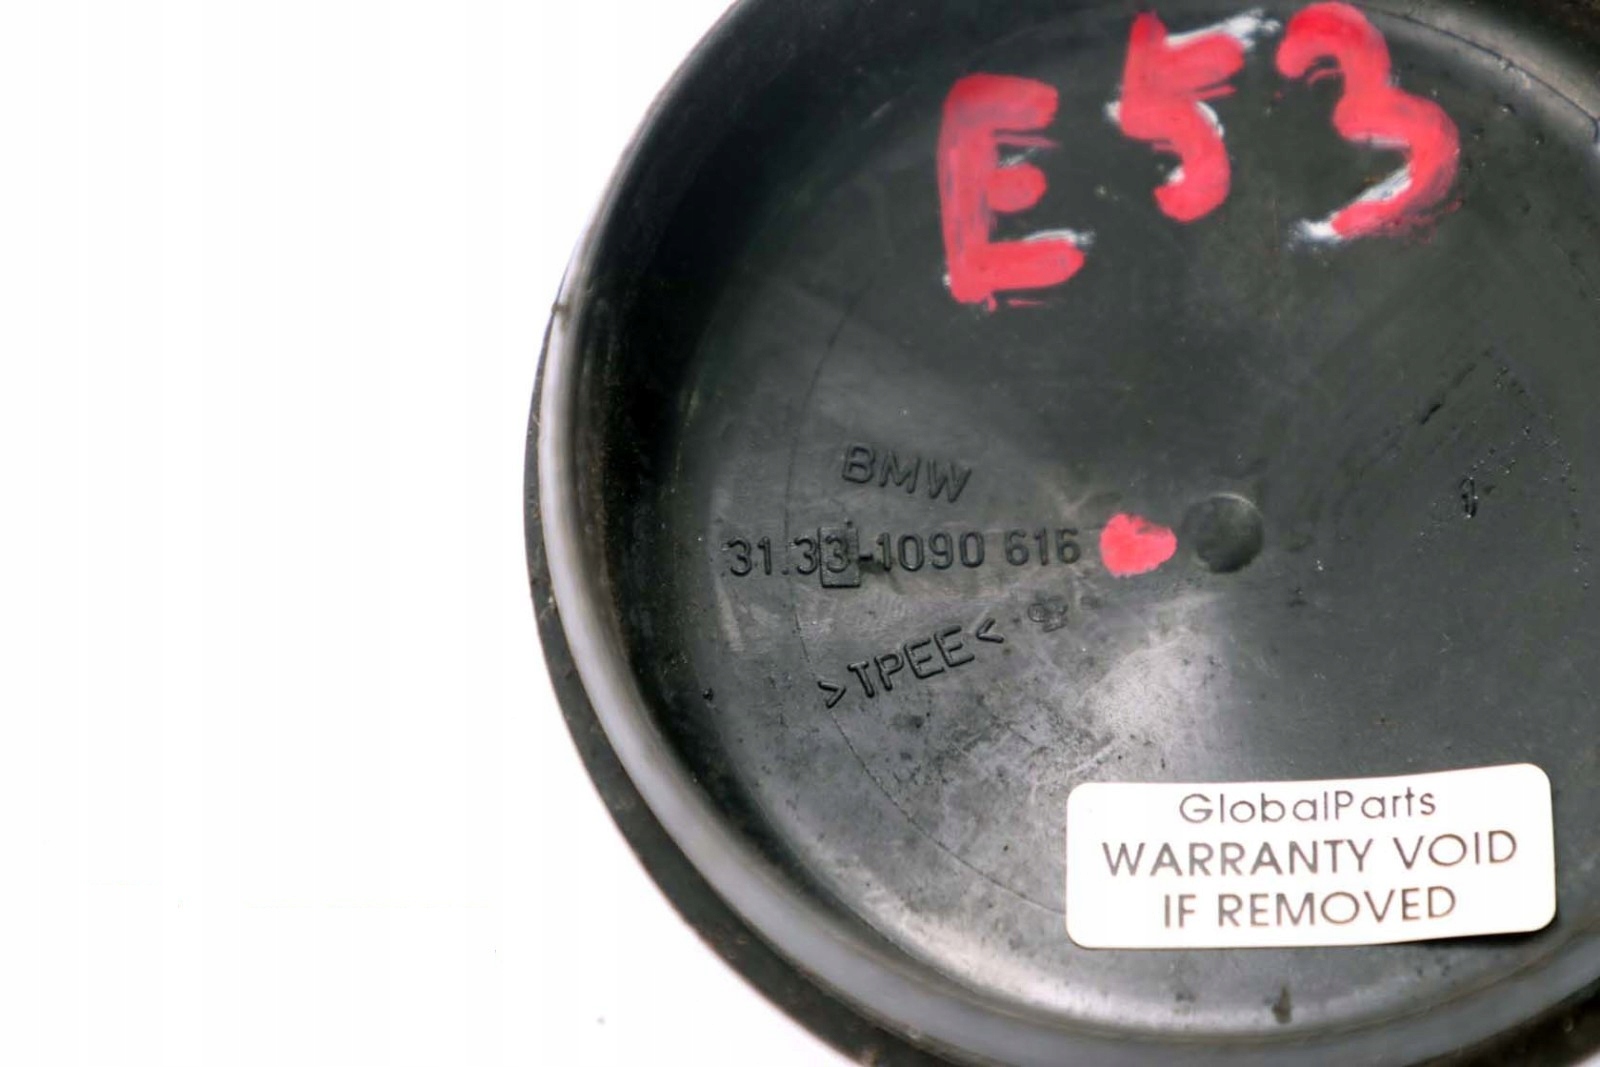 E53
BMW
31.33-1090 616
>TPEE<
GlobalParts
WARRANTY VOID
IF REMOVED